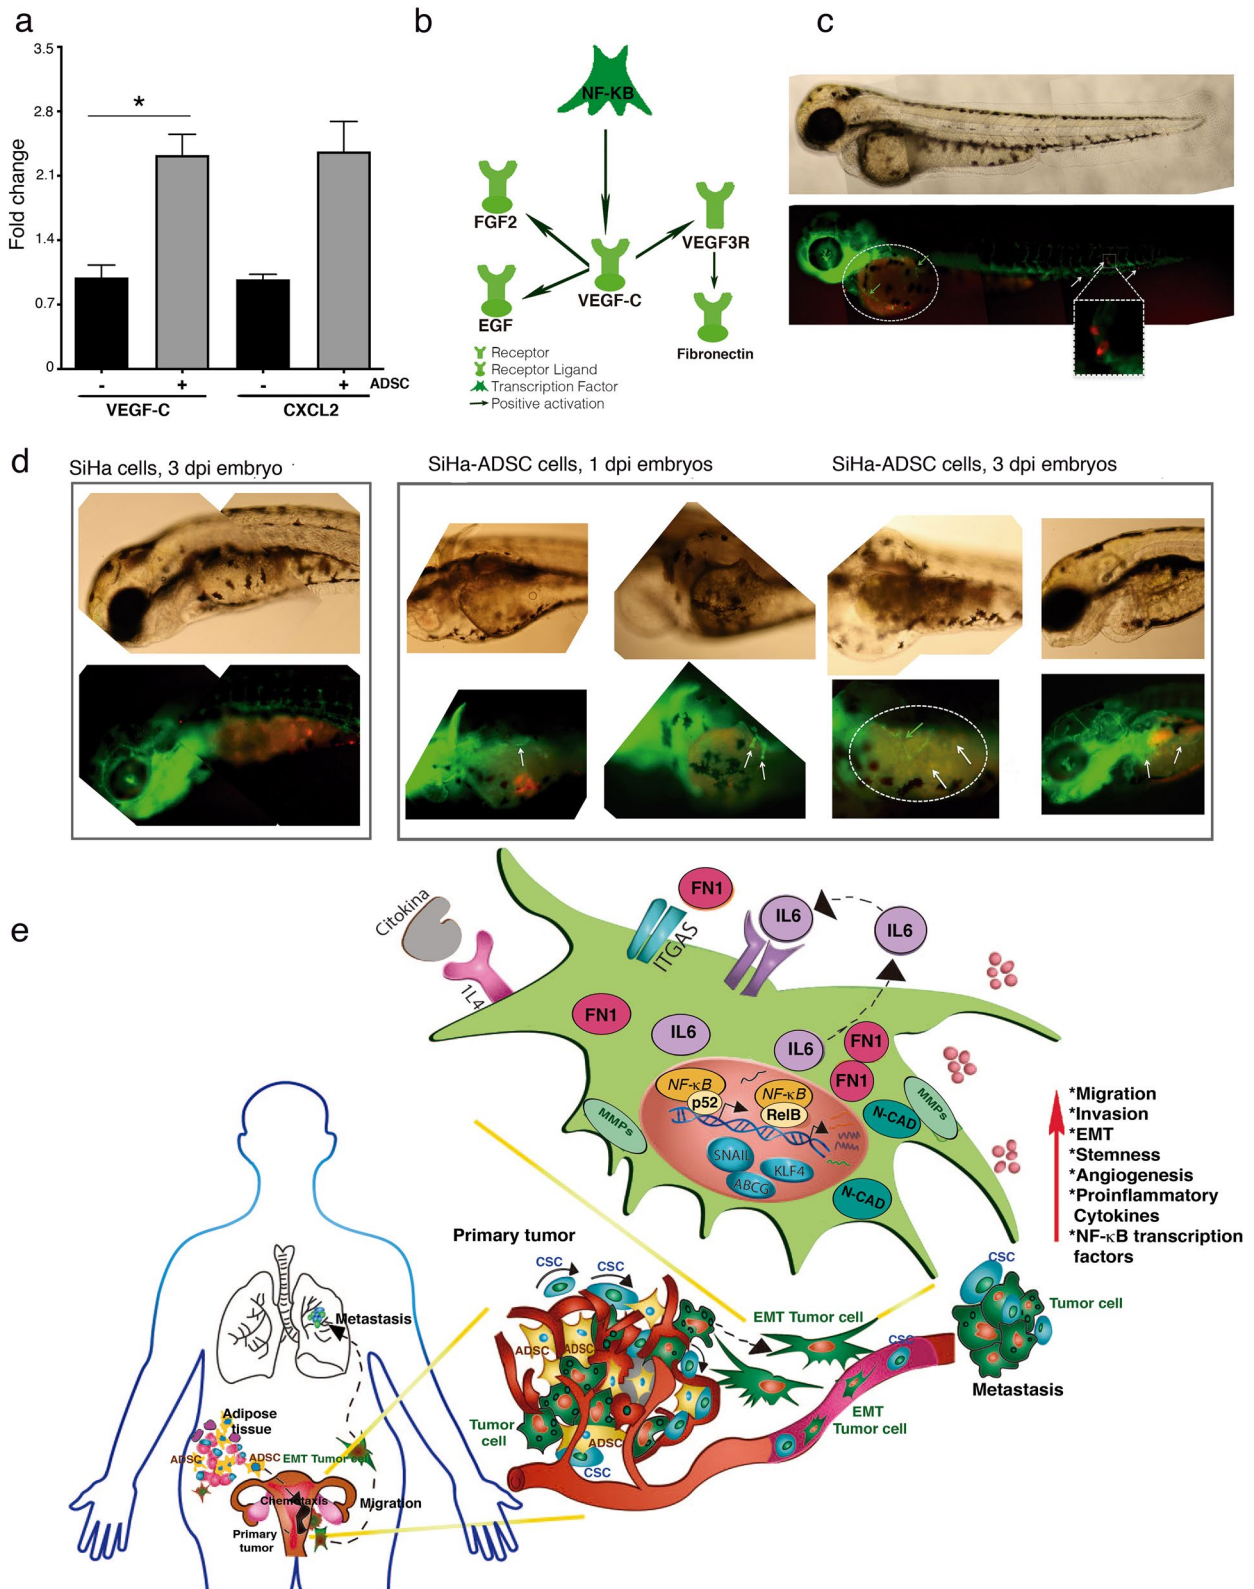 a
3.5
2.8
2.1
1.4
0.7
0
Fold change
*
-
+
-
+
ADSC
VEGF-C
CXCL2
b
NF-KB
FGF2
VEGF3R
VEGF-C
EGF
Fibronectin
Receptor
Receptor Ligand
Transcription Factor
Positive activation
c
d
SiHa cells, 3 dpi embryo
SiHa-ADSC cells, 1 dpi embryos
SiHa-ADSC cells, 3 dpi embryos
e
Citokina
1L4
ITGAS
FN1
IL6
IL6
FN1
IL6
IL6
FN1
FN1
NF-κB
p52
NF-κB
RelB
MMPs
MMPs
N-CAD
SNAIL
KLF4
ABCG
N-CAD
*Migration
*Invasion
*EMT
*Stemness
*Angiogenesis
*Proinflammatory
Cytokines
*NF-κB transcription
factors
Primary tumor
CSC
CSC
ADSC
ADSC
Tumor
cell
ADSC
CSC
EMT Tumor cell
CSC
EMT
Tumor cell
CSC
Tumor cell
Metastasis
Metastasis
Adipose
tissue
ADSC
ADSC
EMT Tumor cell
Chemotaxis
Migration
Primary
tumor